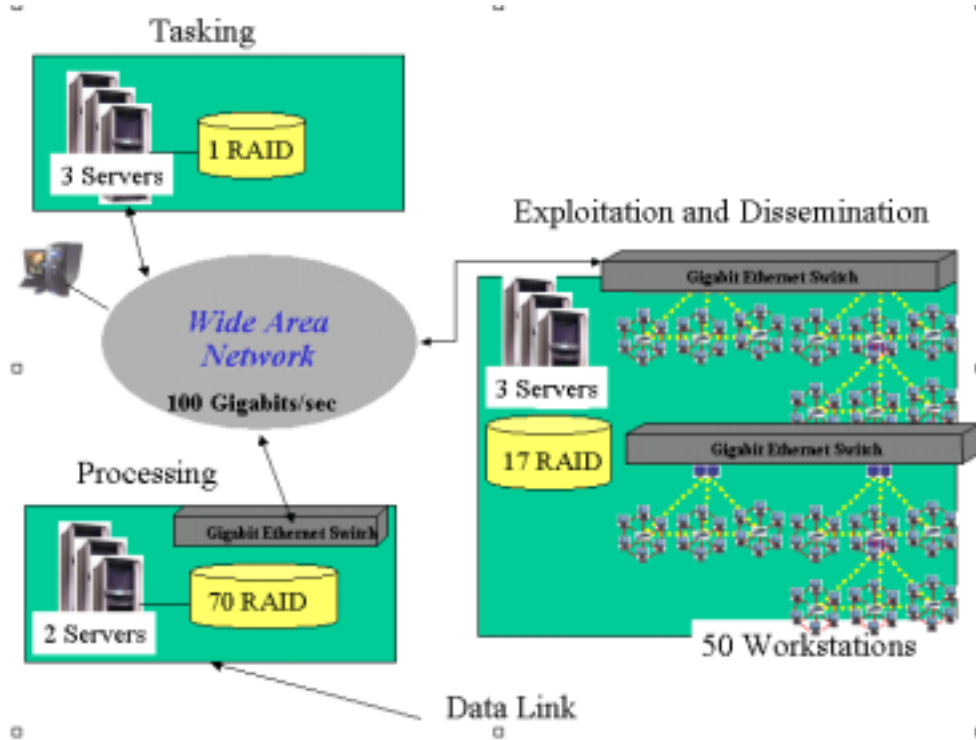 Tasking
1 RAID
3 Servers
Exploitation and Dissemination
Gigabit Ethernet Switch
Wide Area
Network
100 Gigabits/sec
3 Servers
17 RAID
Gigabit Ethernet Switch
Processing
Gigabit Ethernet Switch
70 RAID
2 Servers
50 Workstations
Data Link